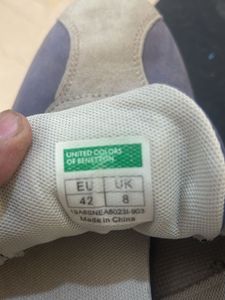 UNITED COLORS
OF BENETTON.
EU UK
42 8
Made in China